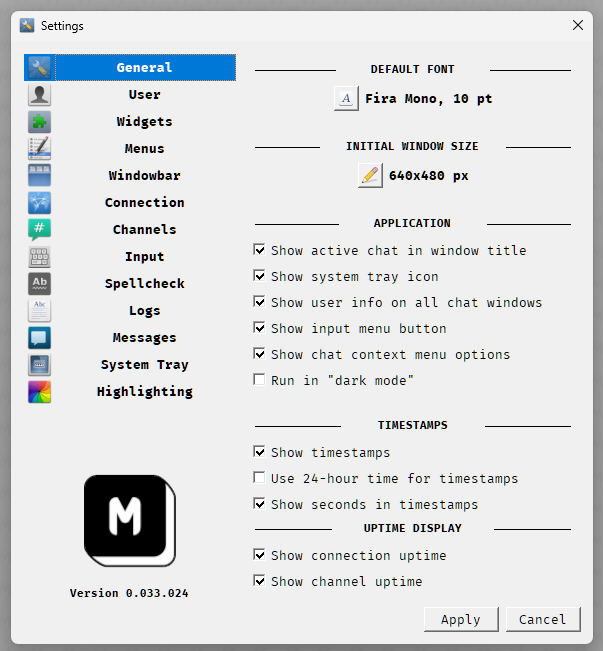 Settings
General
User
Widgets
Menus
Windowbar
Connection
Channels
Input
Spellcheck
Logs
Messages
System Tray
Highlighting
M
Version 0.033.024
DEFAULT FONT
A
Fira Mono, 10 pt
INITIAL WINDOW SIZE
640x480 px
APPLICATION
Show active chat in window title
Show system tray icon
Show user info on all chat windows
Show input menu button
Show chat context menu options
Run in "dark mode"
TIMESTAMPS
Show timestamps
Use 24-hour time for timestamps
Show seconds in timestamps
UPTIME DISPLAY
Show connection uptime
Show channel uptime
Apply Cancel
#
Ab
Abc